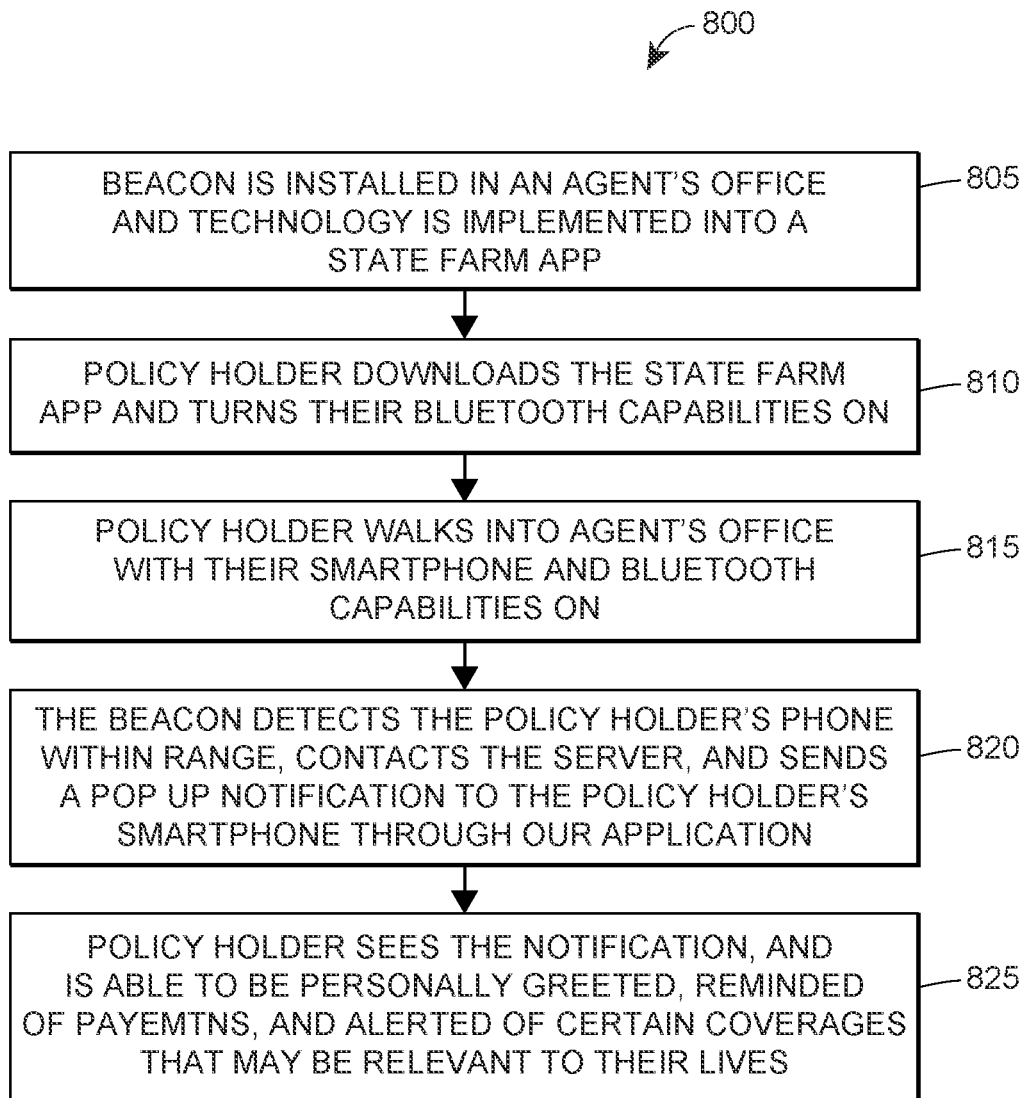 800
BEACON IS INSTALLED IN AN AGENT'S OFFICE
AND TECHNOLOGY IS IMPLEMENTED INTO A
STATE FARM APP
805
POLICY HOLDER DOWNLOADS THE STATE FARM
APP AND TURNS THEIR BLUETOOTH CAPABILITIES ON
810
POLICY HOLDER WALKS INTO AGENT'S OFFICE
WITH THEIR SMARTPHONE AND BLUETOOTH
CAPABILITIES ON
815
THE BEACON DETECTS THE POLICY HOLDER'S PHONE
WITHIN RANGE, CONTACTS THE SERVER, AND SENDS
A POP UP NOTIFICATION TO THE POLICY HOLDER'S
SMARTPHONE THROUGH OUR APPLICATION
820
POLICY HOLDER SEES THE NOTIFICATION, AND
IS ABLE TO BE PERSONALLY GREETED, REMINDED
OF PAYEMTNS, AND ALERTED OF CERTAIN COVERAGES
THAT MAY BE RELEVANT TO THEIR LIVES
825